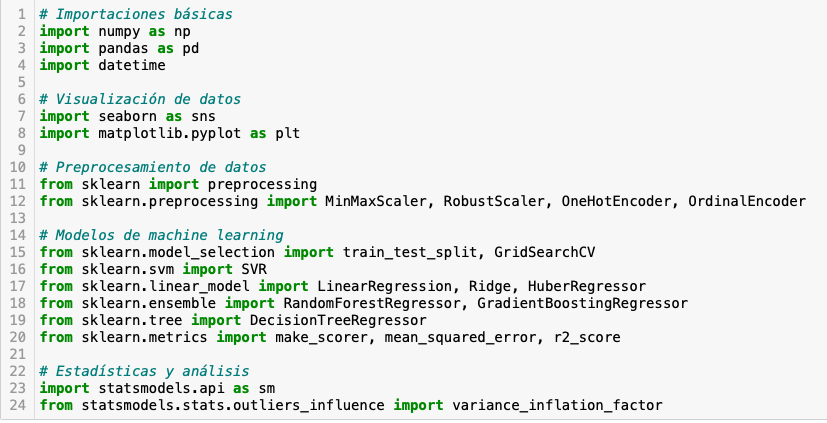 1 # Importaciones básicas
2 import numpy as np
3 import pandas as pd
4 import datetime
5
6 # Visualización de datos
7 import seaborn as sns
8 import matplotlib.pyplot as plt
9
10 # Preprocesamiento de datos
11 from sklearn import preprocessing
12 from sklearn.preprocessing import MinMaxScaler, RobustScaler, OneHotEncoder, OrdinalEncoder
13
14 # Modelos de machine learning
15 from sklearn.model_selection import train_test_split, GridSearchCV
16 from sklearn.svm import SVR
17 from sklearn.linear_model import LinearRegression, Ridge, HuberRegressor
18 from sklearn.ensemble import RandomForestRegressor, GradientBoostingRegressor
19 from sklearn.tree import DecisionTreeRegressor
20 from sklearn.metrics import make_scorer, mean_squared_error, r2_score
21
22 # Estadísticas y análisis
23 import statsmodels.api as sm
24 from statsmodels.stats.outliers_influence import variance_inflation_factor